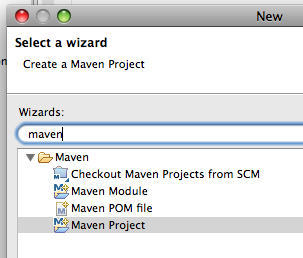 New
Select a wizard
Create a Maven Project
Wizards:
maven
Maven
Checkout Maven Projects from SCM
Maven Module
Maven POM file
Maven Project